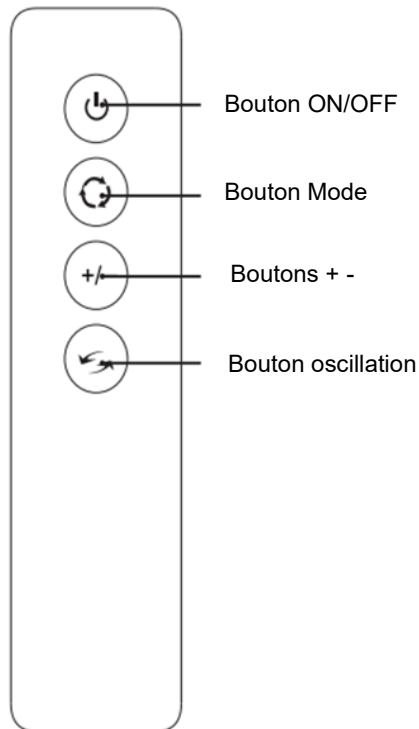 Bouton ON/OFF
Bouton Mode
+/-
Boutons + -
Bouton oscillation